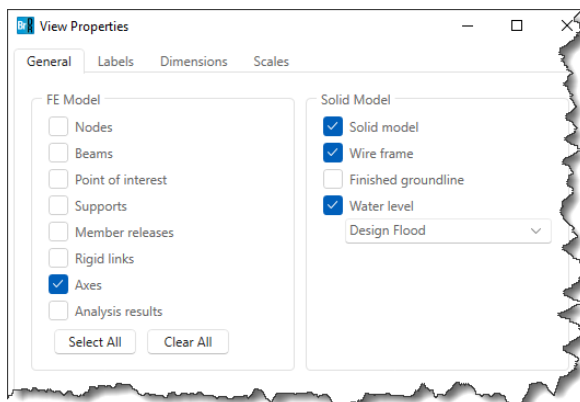 Br View Properties
General Labels Dimensions Scales
FE Model
Nodes
Beams
Point of interest
Supports
Member releases
Rigid links
Axes
Analysis results
Select All Clear All
Solid Model
Solid model
Wire frame
Finished groundline
Water level
Design Flood